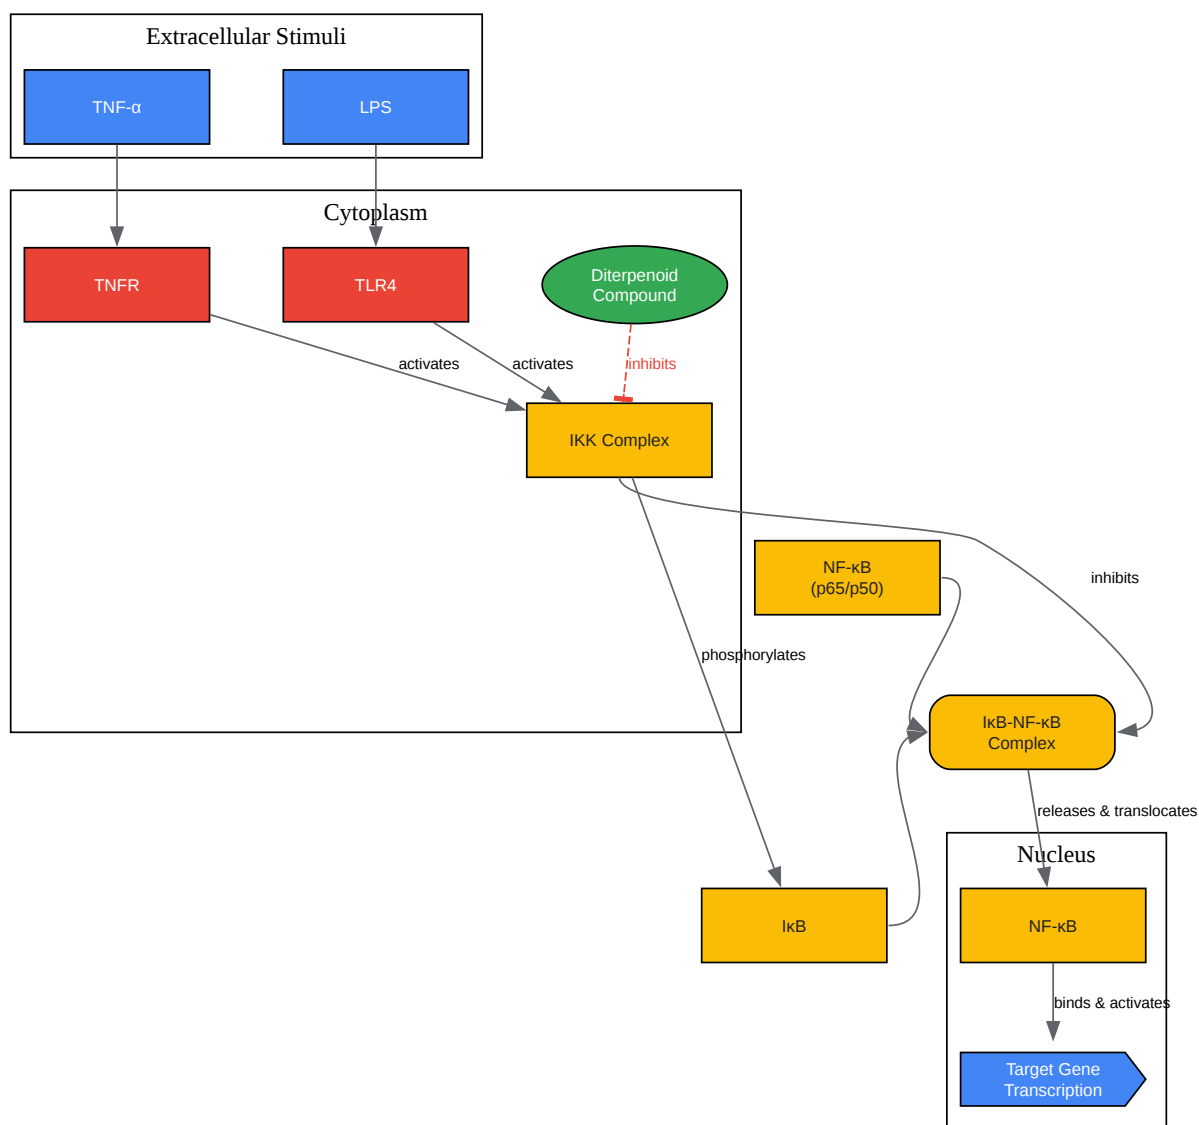 Extracellular Stimuli
TNF-α
LPS
Cytoplasm
TNFR
TLR4
Diterpenoid
Compound
activates
activates
inhibits
IKK Complex
NF-κB
(p65/p50)
inhibits
phosphorylates
IκB-NF-κB
Complex
releases & translocates
Nucleus
IκB
NF-κB
binds & activates
Target Gene
Transcription